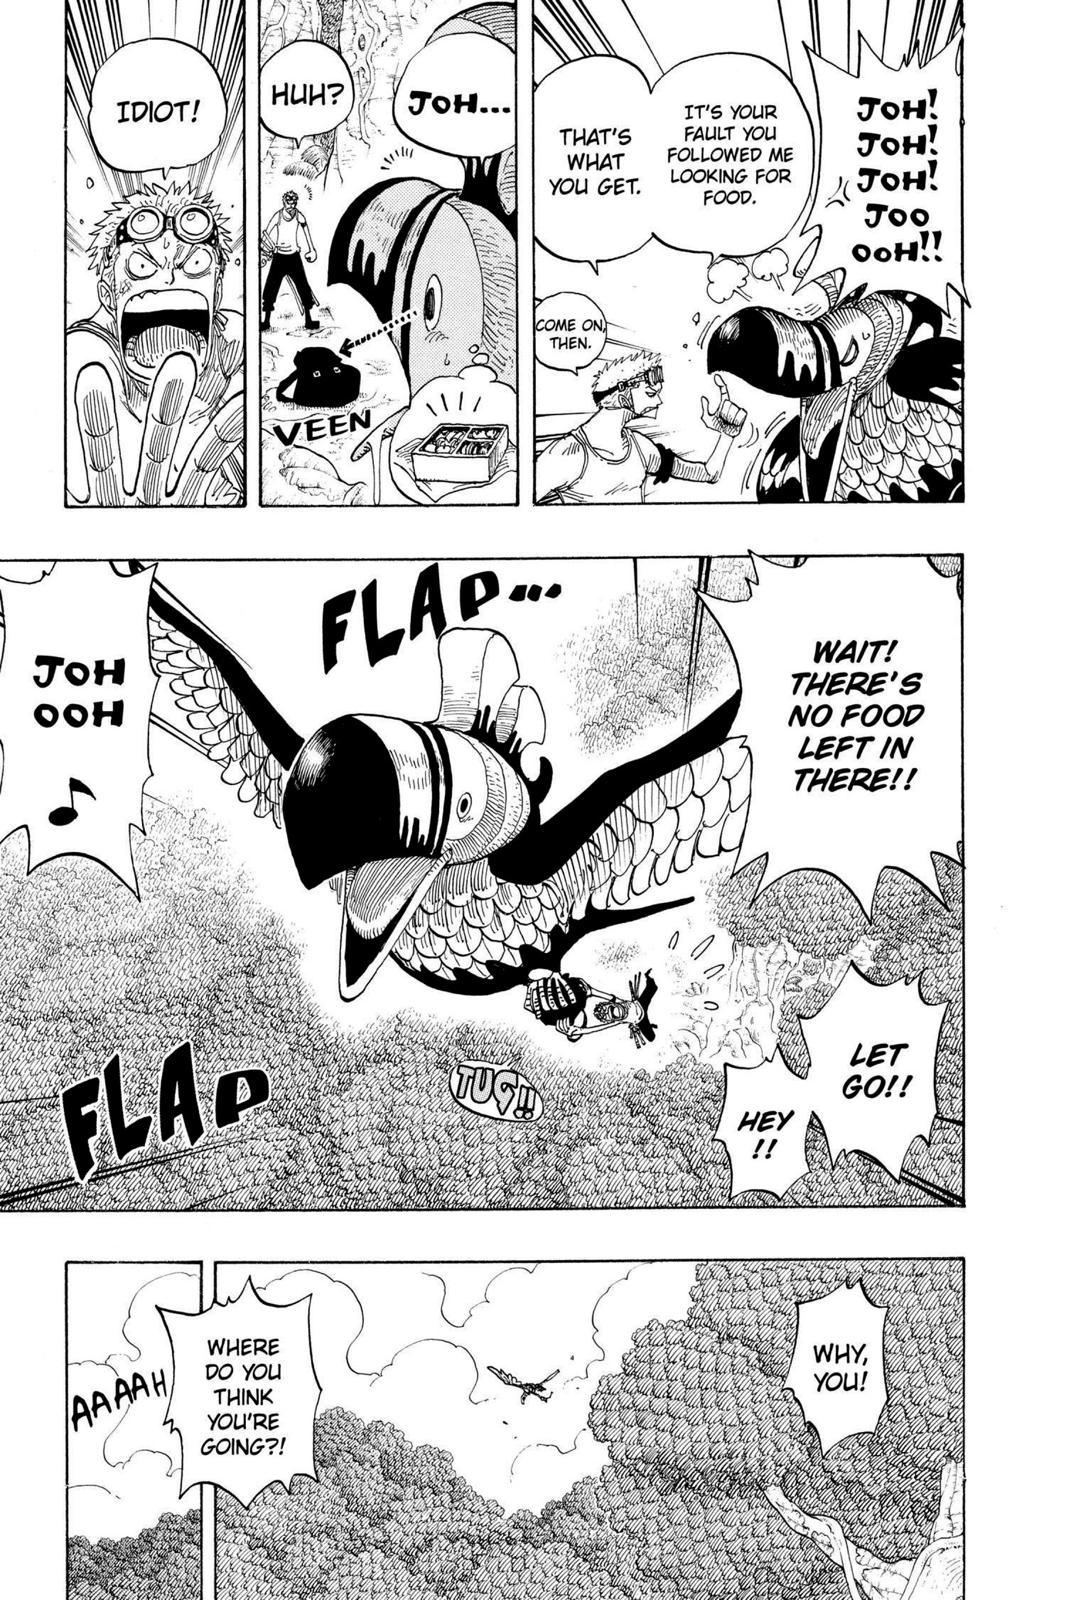 JOH!
JOH!
JOH!
JOO
OOH!!
IT'S YOUR
FAULT YOU
FOLLOWED ME
LOOKING FOR
FOOD.
THAT'S
WHAT
YOU GET.
COME ON,
THEN.
JOH...
HUH?
VEEN
IDIOT!
WAIT!
THERE'S
NO FOOD
LEFT IN
THERE!!
FLAP...
JOH
OOH
LET
GO!!
HEY
!!
TUG!!
FLAP
WHY,
YOU!
WHERE
DO YOU
THINK
YOU'RE
GOING?!
AAAAH